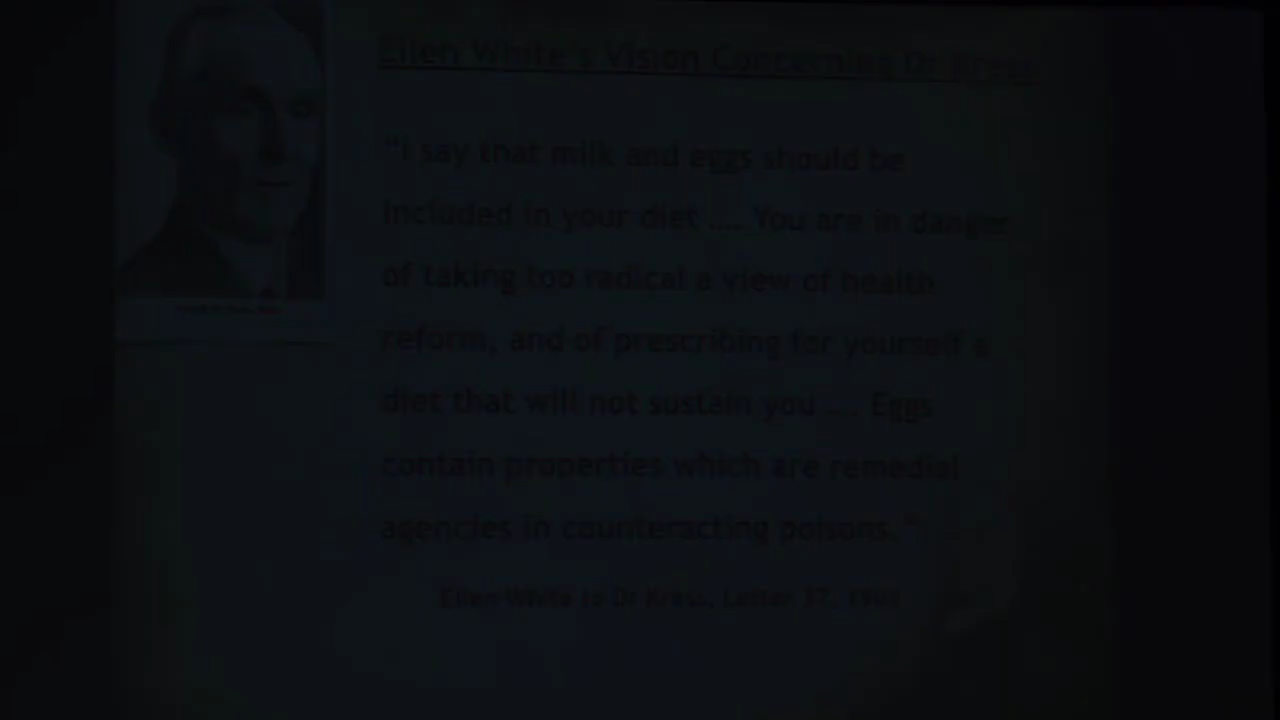 Ellen White's Vision Concerning Dr Kress
"I say that milk and eggs should be
included in your diet .... You are in danger
of taking too radical a view of health
reform, and of prescribing for yourself a
diet that will not sustain you .... Eggs
contain properties which are remedial
agencies in counteracting poisons."
Ellen White to Dr Kress, Letter 37,